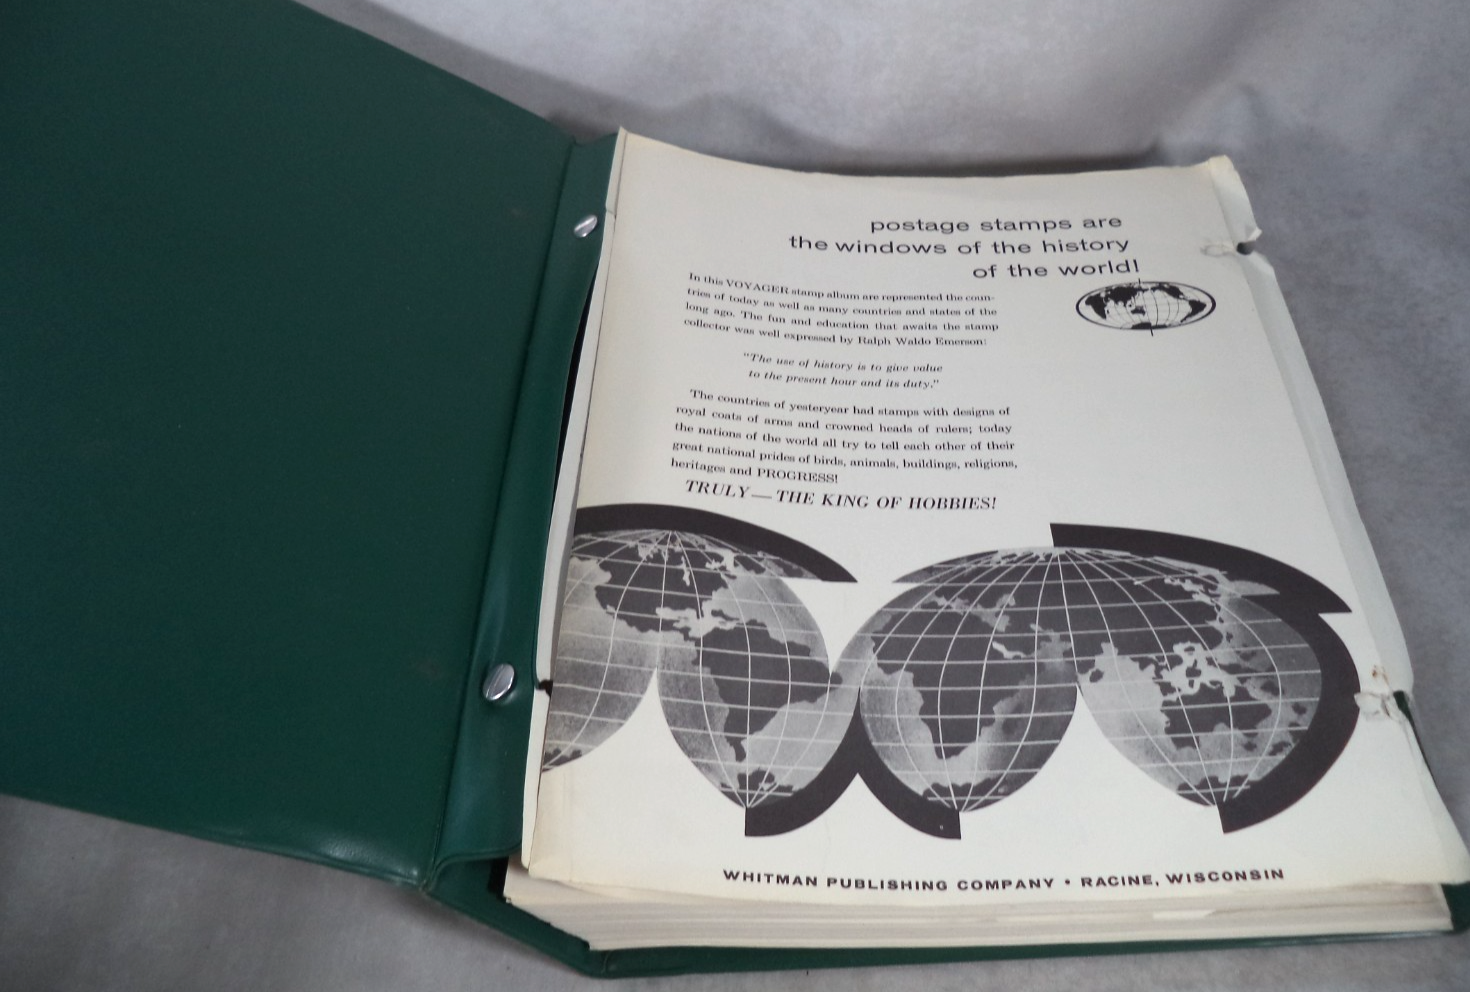 postage stamps are
the windows of the history
of the world!
In this VOYAGER stamp album are represented the coun-
tries of today as well as many countries and states of the
long ago. The fun and education that awaits the stamp
collector was well expressed by Ralph Waldo Emerson:
"The use of history is to give value
to the present hour and its duty."
The countries of yesteryear had stamps with designs of
royal coats of arms and crowned heads of rulers; today
the nations of the world all try to tell each other of their
great national prides of birds, animals, buildings, religions,
heritages and PROGRESS!
TRULY—THE KING OF HOBBIES!
WHITMAN PUBLISHING COMPANY • RACINE, WISCONSIN